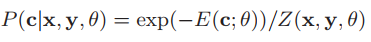 P(c|x, y, θ) = exp(−E(c; θ))/Z(x, y, θ)